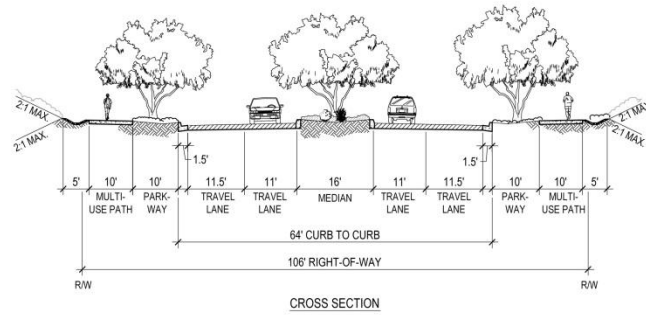 2:1 MAX.
2:1 MAX.
2:1 MAX.
2:1 MAX.
1.5'
1.5'
5' 10' 10' 11.5' 11' 16' 11' 11.5' 10' 10' 5'
MULTI-USE PATH PARK-WAY TRAVEL LANE TRAVEL LANE MEDIAN TRAVEL LANE TRAVEL LANE PARK-WAY MULTI-USE PATH
64' CURB TO CURB
106' RIGHT-OF-WAY
R/W R/W
CROSS SECTION